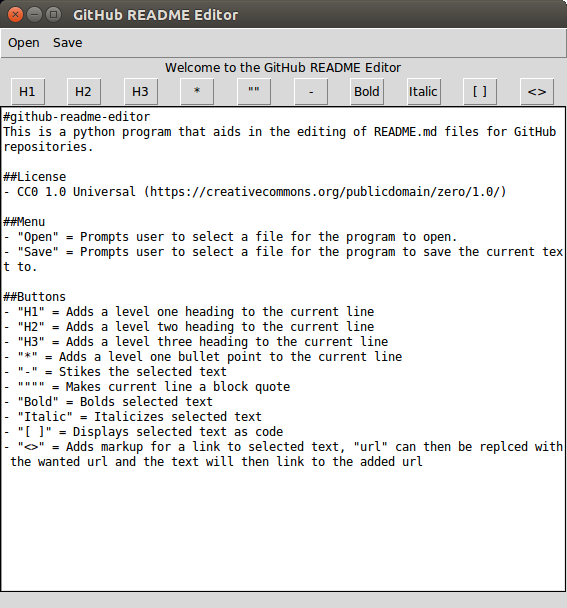 GitHub README Editor
Open Save
Welcome to the GitHub README Editor
H1 H2 H3 * "" - Bold Italic [ ] <>
#github-readme-editor
This is a python program that aids in the editing of README.md files for GitHub
repositories.
##License
- CC0 1.0 Universal (https://creativecommons.org/publicdomain/zero/1.0/)
##Menu
- "Open" = Prompts user to select a file for the program to open.
- "Save" = Prompts user to select a file for the program to save the current tex
t to.
##Buttons
- "H1" = Adds a level one heading to the current line
- "H2" = Adds a level two heading to the current line
- "H3" = Adds a level three heading to the current line
- "*" = Adds a level one bullet point to the current line
- "-" = Stikes the selected text
- """" = Makes current line a block quote
- "Bold" = Bolds selected text
- "Italic" = Italicizes selected text
- "[ ]" = Displays selected text as code
- "<>" = Adds markup for a link to selected text, "url" can then be replced with
the wanted url and the text will then link to the added url